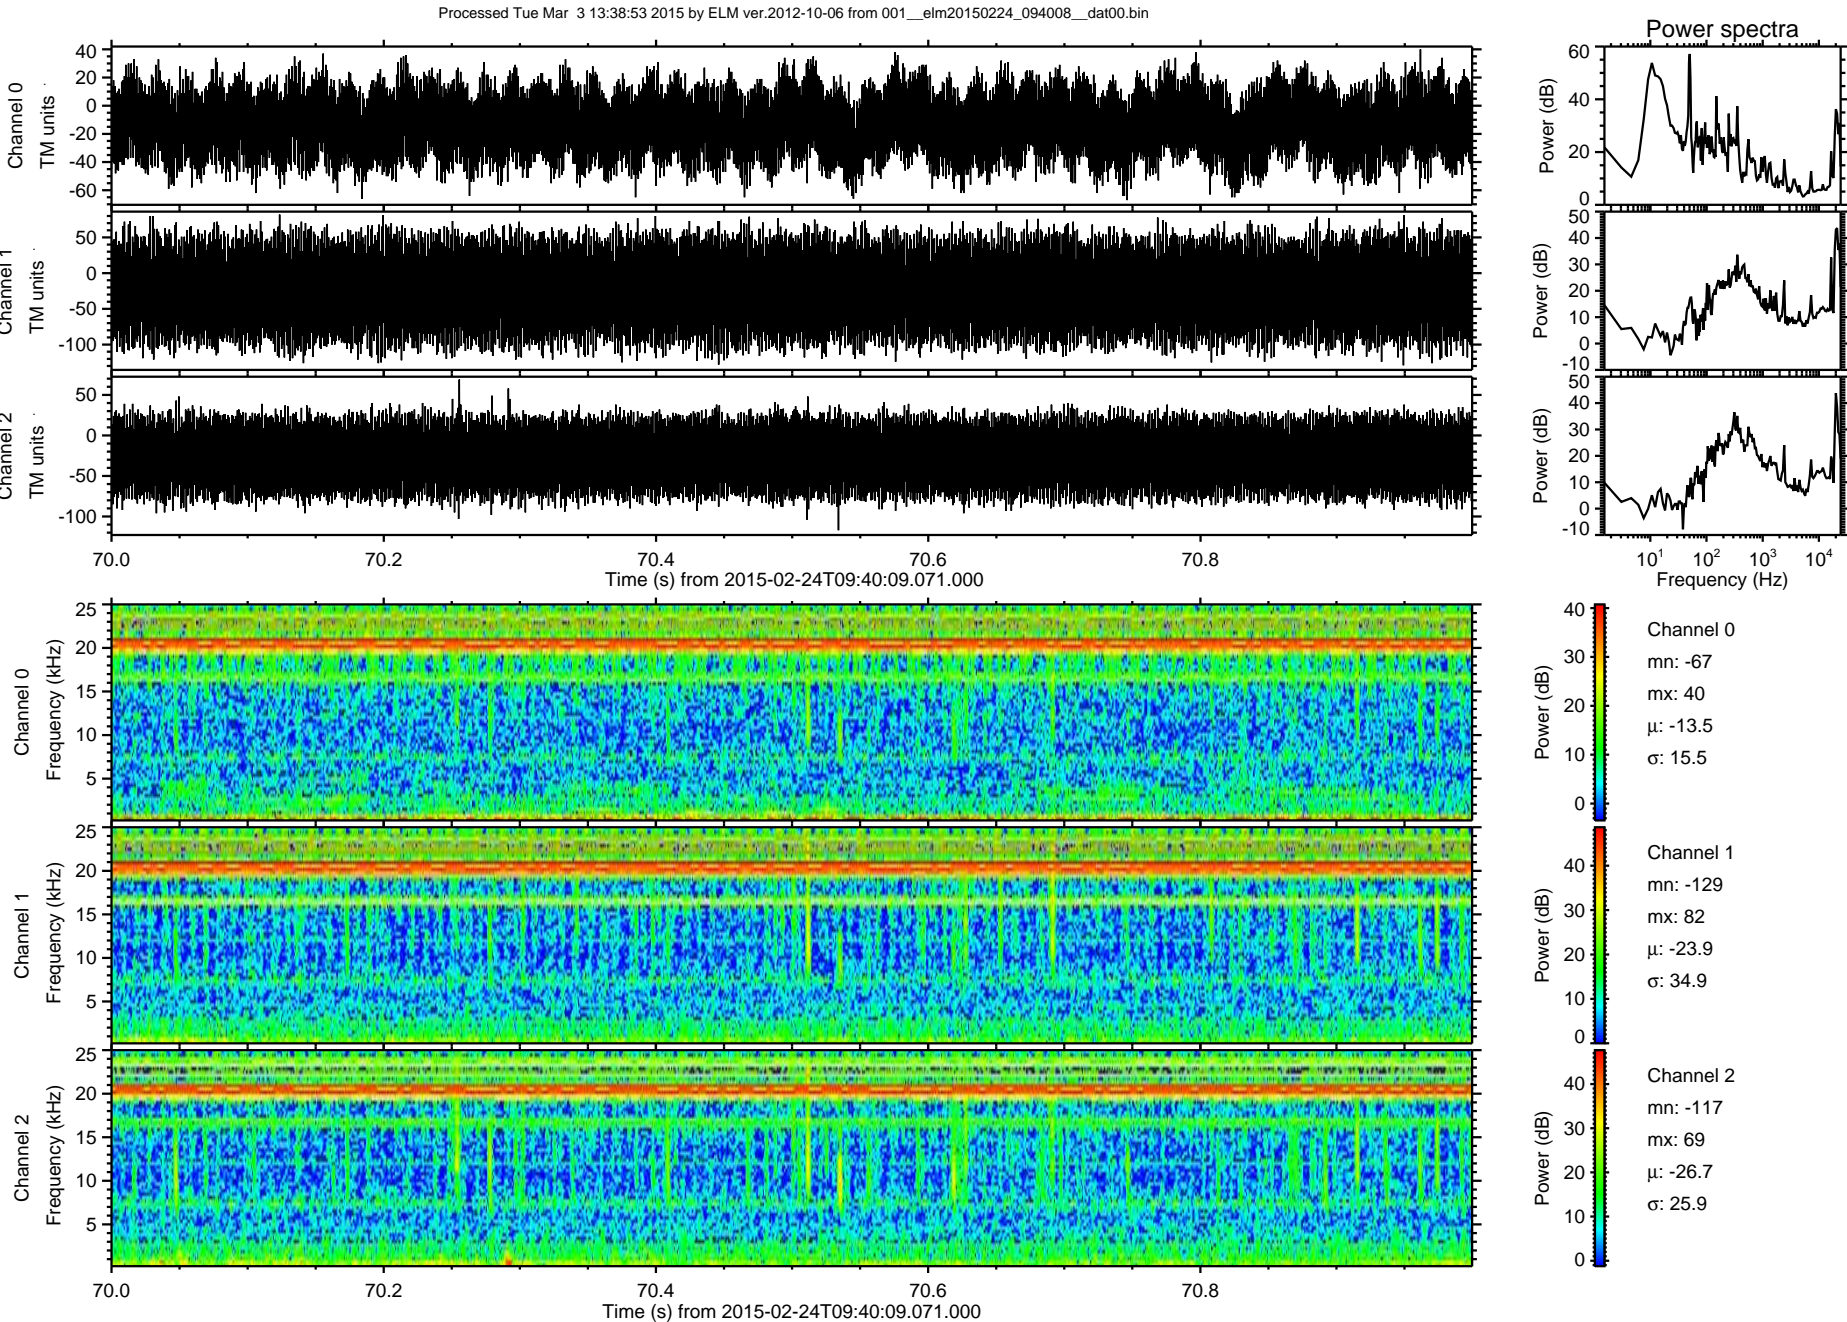 Processed Tue Mar 3 13:38:53 2015 by ELM ver.2012-10-06 from 001__elm20150224_094008__dat00.bin
Power spectra
Channel 0
TM units
40
20
0
-20
-40
-60
Power (dB)
60
40
20
0
Channel 1
TM units
50
0
-50
-100
Power (dB)
50
40
30
20
10
0
-10
Channel 2
TM units
50
0
-50
-100
Power (dB)
50
40
30
20
10
0
-10
70.0 70.2 70.4 70.6 70.8
Time (s) from 2015-02-24T09:40:09.071.000
10^1 10^2 10^3 10^4
Frequency (Hz)
Channel 0
Frequency (kHz)
25
20
15
10
5
Power (dB)
40
30
20
10
0
Channel 0
mn: -67
mx: 40
μ: -13.5
σ: 15.5
Channel 1
Frequency (kHz)
25
20
15
10
5
Power (dB)
40
30
20
10
0
Channel 1
mn: -129
mx: 82
μ: -23.9
σ: 34.9
Channel 2
Frequency (kHz)
25
20
15
10
5
Power (dB)
40
30
20
10
0
Channel 2
mn: -117
mx: 69
μ: -26.7
σ: 25.9
70.0 70.2 70.4 70.6 70.8
Time (s) from 2015-02-24T09:40:09.071.000